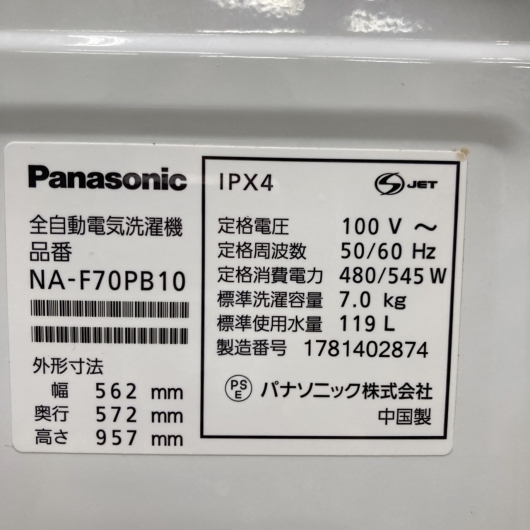 Panasonic
全自動電気洗濯機
品番
NA-F70PB10
外形寸法
幅 562 mm
奥行 572 mm
高さ 957 mm
IPX4
S JET
定格電圧 100 V ～
定格周波数 50/60 Hz
定格消費電力 480/545 W
標準洗濯容量 7.0 kg
標準使用水量 119 L
製造番号 1781402874
PS
E パナソニック株式会社
中国製